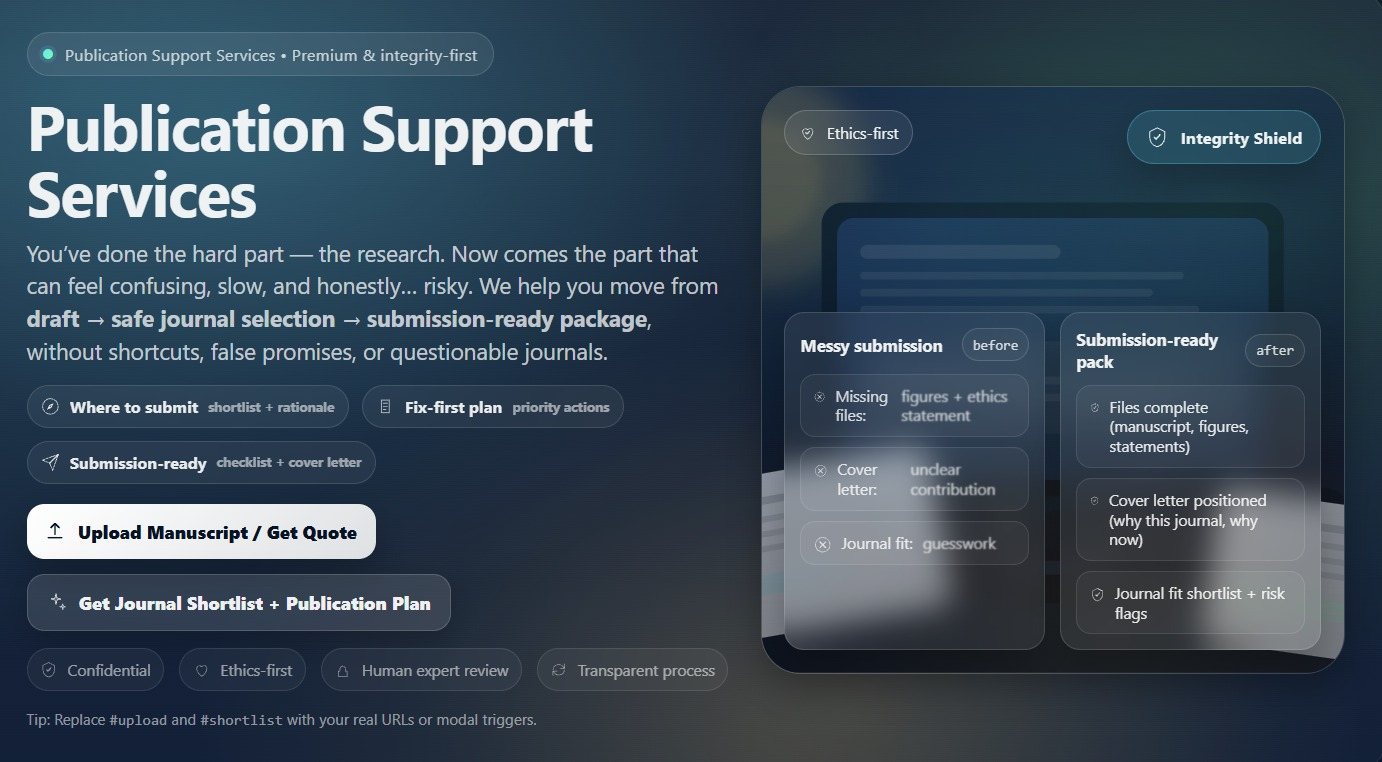 Publication Support Services • Premium & integrity-first
Publication Support
Services
You’ve done the hard part — the research. Now comes the part that
can feel confusing, slow, and honestly… risky. We help you move from
draft → safe journal selection → submission-ready package,
without shortcuts, false promises, or questionable journals.
Where to submit shortlist + rationale
Fix-first plan priority actions
Submission-ready checklist + cover letter
Upload Manuscript / Get Quote
Get Journal Shortlist + Publication Plan
Confidential
Ethics-first
Human expert review
Transparent process
Tip: Replace #upload and #shortlist with your real URLs or modal triggers.
Ethics-first
Integrity Shield
Messy submission
before
Missing files: figures + ethics statement
Cover letter: unclear contribution
Journal fit: guesswork
Submission-ready
pack
after
Files complete
(manuscript, figures,
statements)
Cover letter positioned
(why this journal, why
now)
Journal fit shortlist + risk
flags